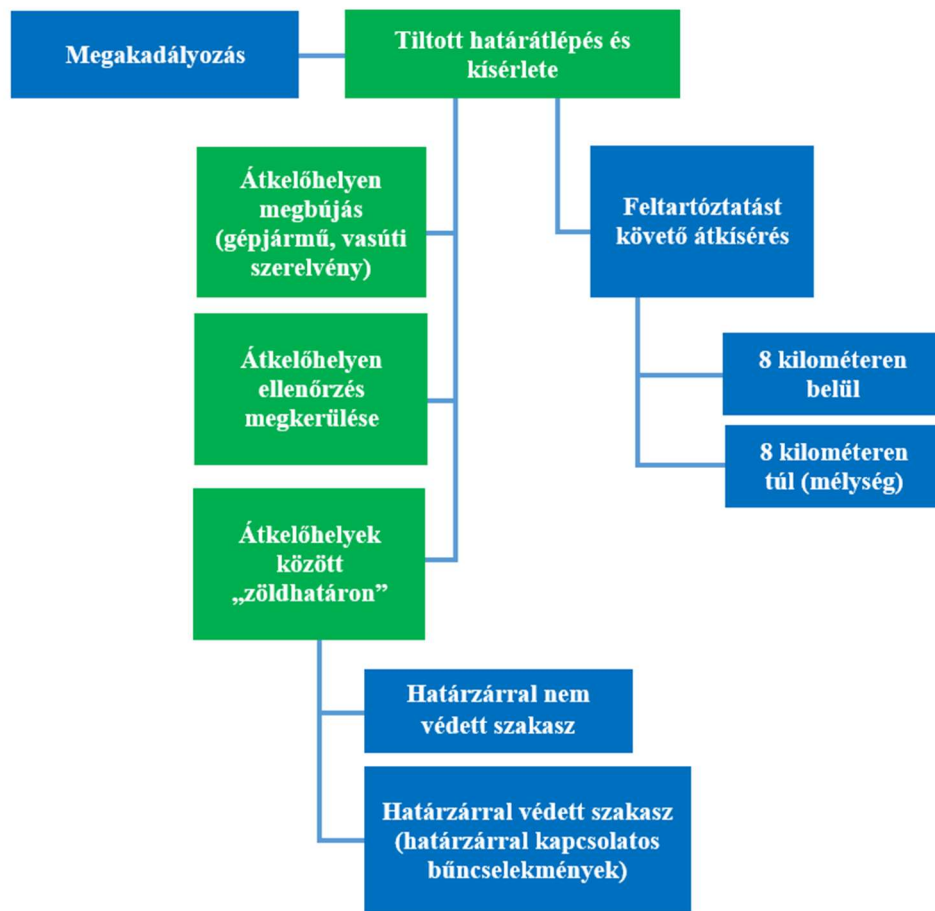 Megakadályozás
Tiltott határátlépés és
kísérlete
Átkelőhelyen
megbújás
(gépjármű, vasúti
szerelvény)
Feltartóztatást
követő átkísérés
Átkelőhelyen
ellenőrzés
megkerülése
8 kilométeren
belül
8 kilométeren
túl (mélység)
Átkelőhelyek
között
„zöldhatáron”
Határzárral nem
védett szakasz
Határzárral védett szakasz
(határzárral kapcsolatos
bűncselekmények)